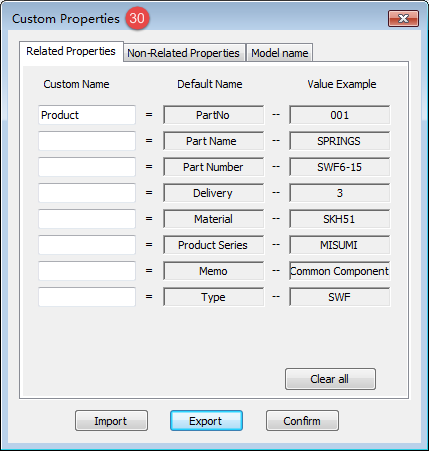 Custom Properties 30
Related Properties Non-Related Properties Model name
Custom Name Default Name Value Example
Product = PartNo -- 001
= Part Name -- SPRINGS
= Part Number -- SWF6-15
= Delivery -- 3
= Material -- SKH51
= Product Series -- MISUMI
= Memo -- Common Component
= Type -- SWF
Clear all
Import Export Confirm